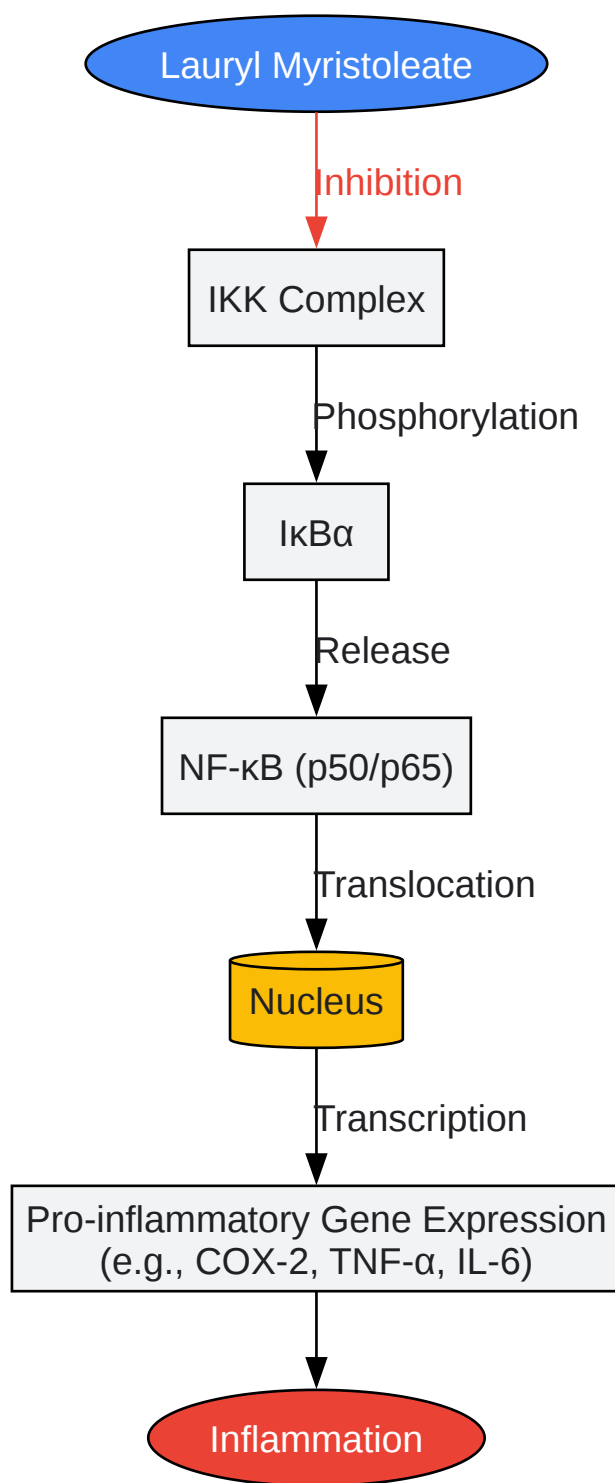 Lauryl Myristoleate
Inhibition
IKK Complex
Phosphorylation
IκBα
Release
NF-κB (p50/p65)
Translocation
Nucleus
Transcription
Pro-inflammatory Gene Expression
(e.g., COX-2, TNF-α, IL-6)
Inflammation